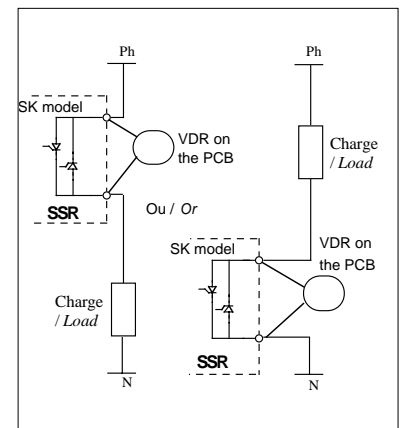 Ph
SK model
VDR on
the PCB
SSR
Ou / Or
Charge
/ Load
N
Ph
Charge
/ Load
SK model
VDR on
the PCB
SSR
N